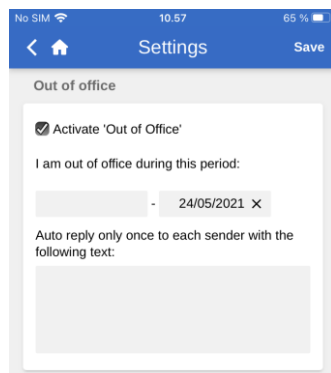 No SIM 10.57 65 %
Settings Save
Out of office
Activate 'Out of Office'
I am out of office during this period:
- 24/05/2021 ×
Auto reply only once to each sender with the
following text: